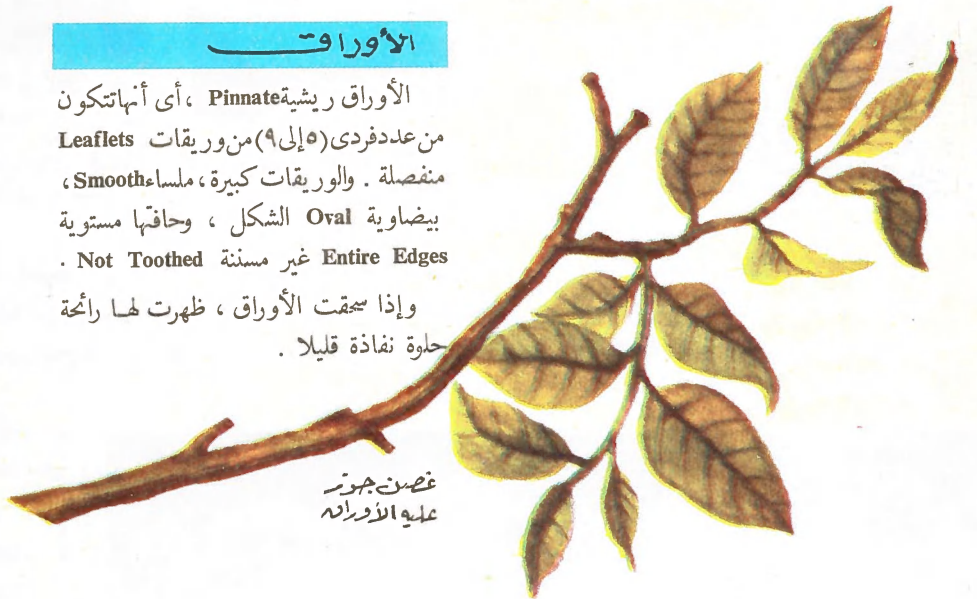 الأوراق
الأوراق ريشية Pinnate ، أى أنها تتكون
من عدد فردى (٥ إلى ٩) من وريقات Leaflets
منفصلة . والوريقات كبيرة ، ملساء Smooth ،
بيضاوية Oval الشكل ، وحافتها مستوية
Entire Edges غير مسننة Not Toothed .
وإذا سحقت الأوراق ، ظهرت لها رائحة
حلوة نفاذة قليلا .
غصن جوز
عليه الأوراق